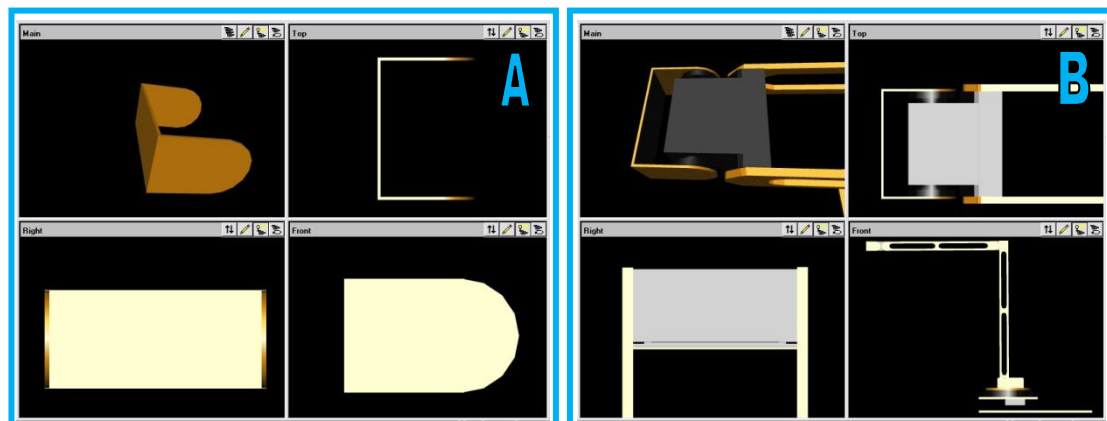 Main
Top
A
Right
Front
Main
Top
B
Right
Front